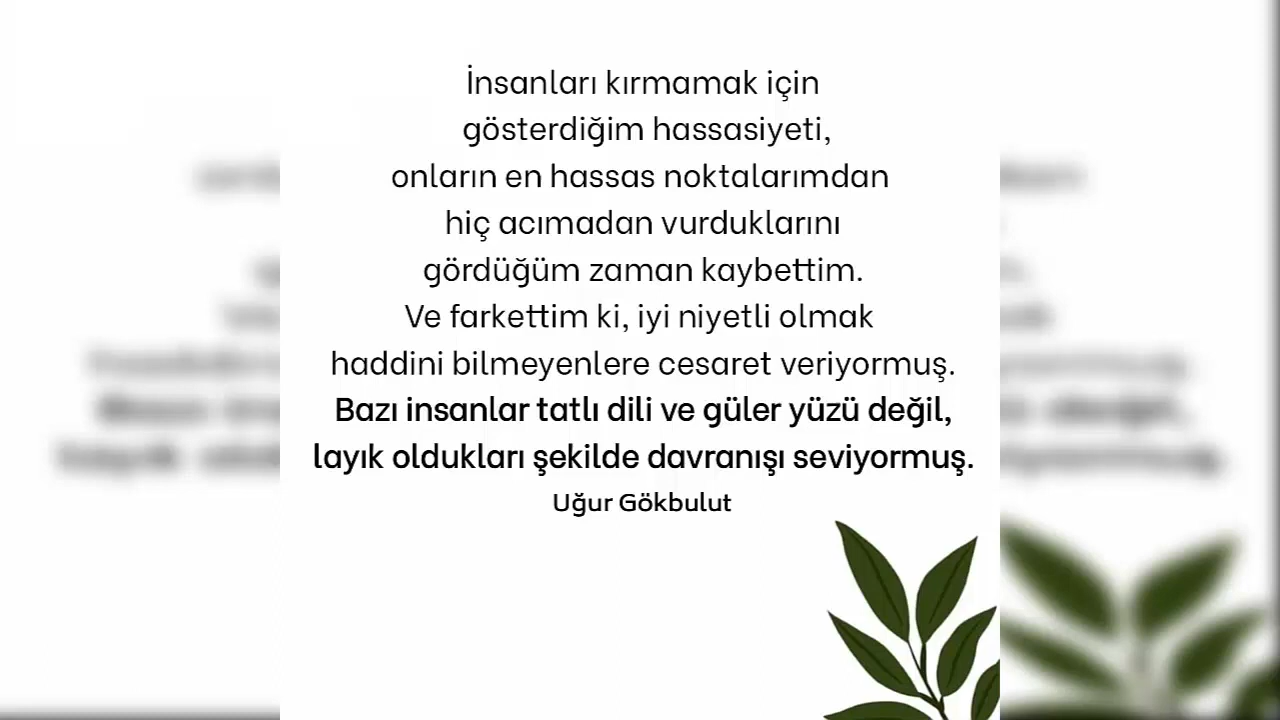 İnsanları kırmamak için
gösterdiğim hassasiyeti,
onların en hassas noktalarımdan
hiç acımadan vurduklarını
gördüğüm zaman kaybettim.
Ve farkettim ki, iyi niyetli olmak
haddini bilmeyenlere cesaret veriyormuş.
Bazı insanlar tatlı dili ve güler yüzü değil,
layık oldukları şekilde davranışı seviyormuş.
Uğur Gökbulut